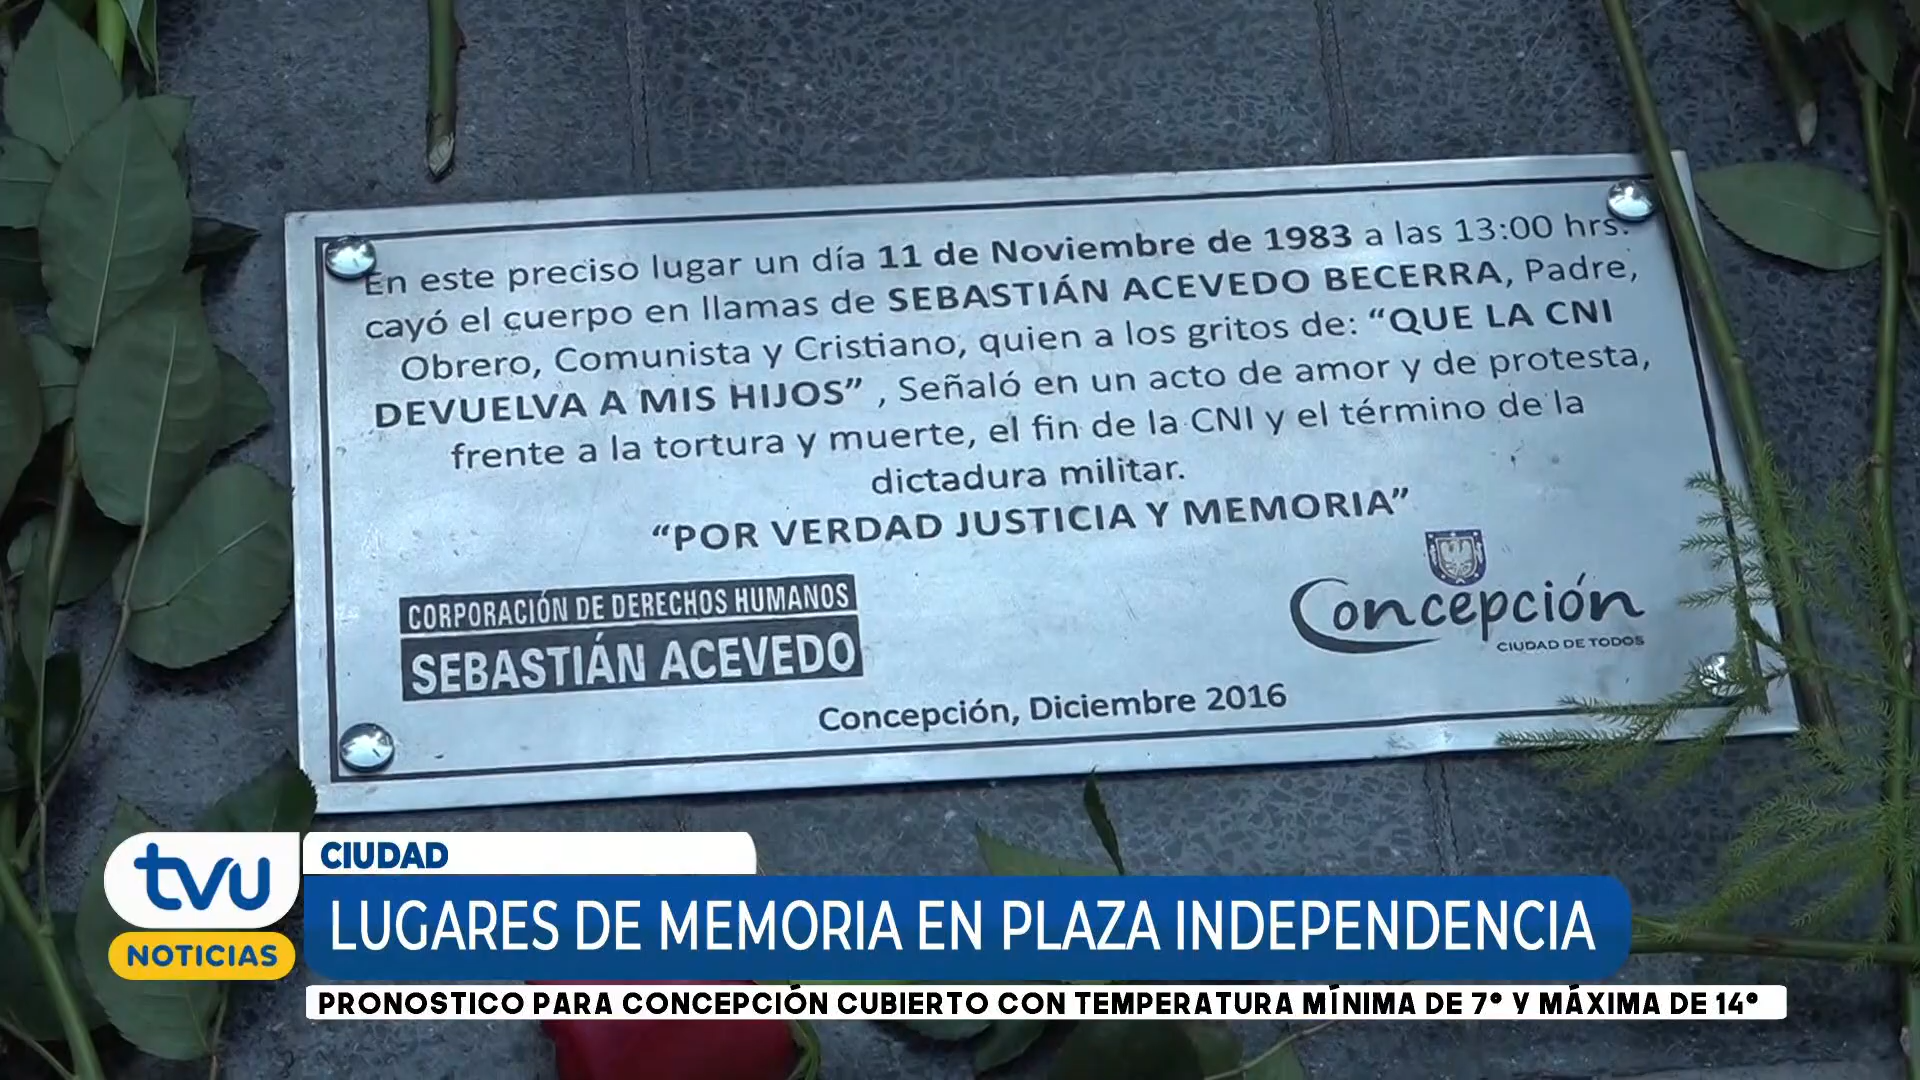 En este preciso lugar un día 11 de Noviembre de 1983 a las 13:00 hrs.
cayó el cuerpo en llamas de SEBASTIÁN ACEVEDO BECERRA, Padre,
Obrero, Comunista y Cristiano, quien a los gritos de: “QUE LA CNI
DEVUELVA A MIS HIJOS” , Señaló en un acto de amor y de protesta,
frente a la tortura y muerte, el fin de la CNI y el término de la
dictadura militar.
“POR VERDAD JUSTICIA Y MEMORIA”
CORPORACIÓN DE DERECHOS HUMANOS
SEBASTIÁN ACEVEDO
Concepción
CIUDAD DE TODOS
Concepción, Diciembre 2016
tvu
NOTICIAS
CIUDAD
LUGARES DE MEMORIA EN PLAZA INDEPENDENCIA
PRONOSTICO PARA CONCEPCIÓN CUBIERTO CON TEMPERATURA MÍNIMA DE 7° Y MÁXIMA DE 14°